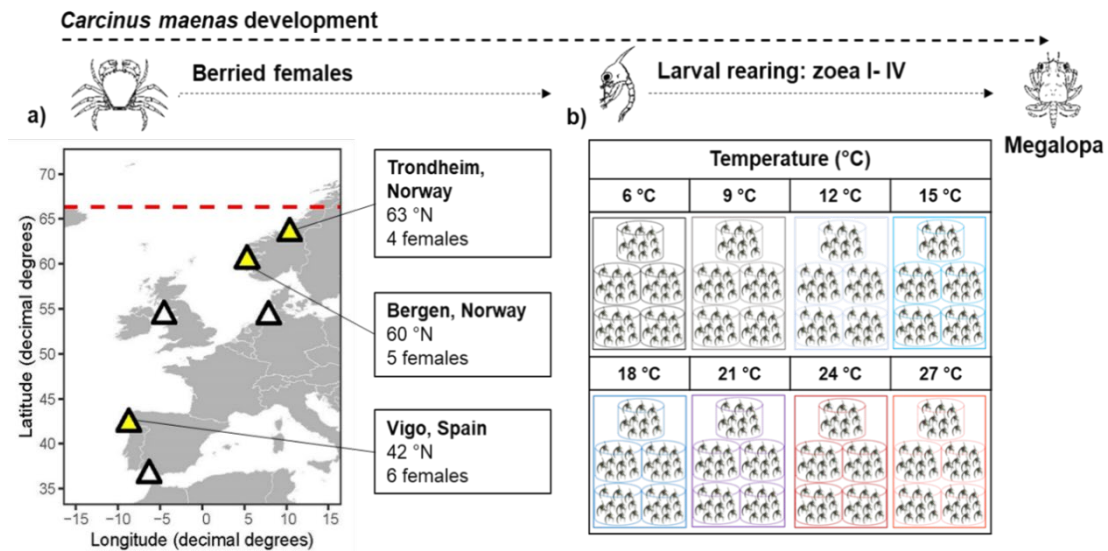 Carcinus maenas development
Berried females
Larval rearing: zoea I- IV
Megalopa
a)
70
65
60
55
50
45
40
35
Latitude (decimal degrees)
−15
−10
−5
0
5
10
15
Longitude (decimal degrees)
Trondheim,
Norway
63 °N
4 females
Bergen, Norway
60 °N
5 females
Vigo, Spain
42 °N
6 females
b)
Temperature (°C)
6 °C
9 °C
12 °C
15 °C
18 °C
21 °C
24 °C
27 °C